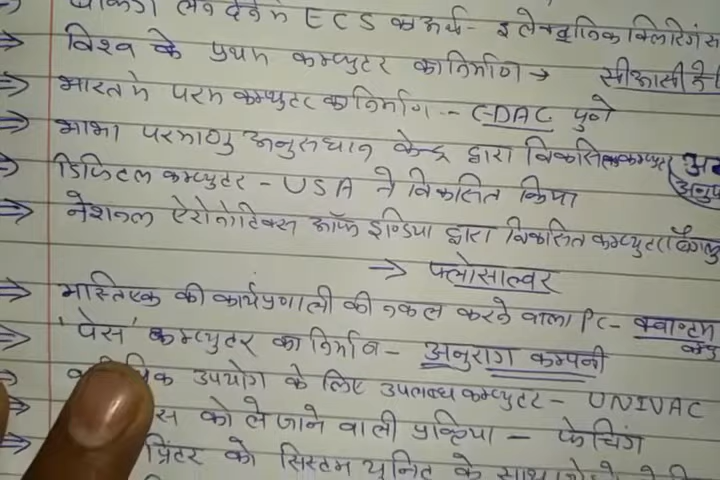 लेन देन में ECS का अर्थ - इलेक्ट्रानिक क्लिरिंग स
विश्व के प्रथम कम्प्युटर का निर्माण →
भारत मे परम कम्प्युटर का निर्माण - C-DAC पुणे
भाभा परमाणु अनुसंधान केन्द्र द्वारा विकसित कम्प्युटर
डिजिटल कम्प्युटर - USA ने विकसित किया
नेशनल ऐरोनोटिक्स ऑफ इण्डिया द्वारा विकसित कम्प्युटर
→ फ्लोसाल्वर
मस्तिष्क की कार्यप्रणाली की नकल करने वाला PC - क्वान्टम
'पेस' कम्प्युटर का निर्माण - अनुराग कम्पनी
उपयोग के लिए उपलब्ध कम्प्युटर - UNIVAC
को ले जाने वाली प्रक्रिया - फेचिंग
प्रिंटर को सिस्टम युनिट के साथ